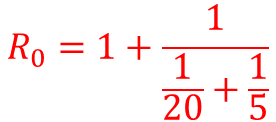 R₀ = 1 + 1/(1/20 + 1/5)